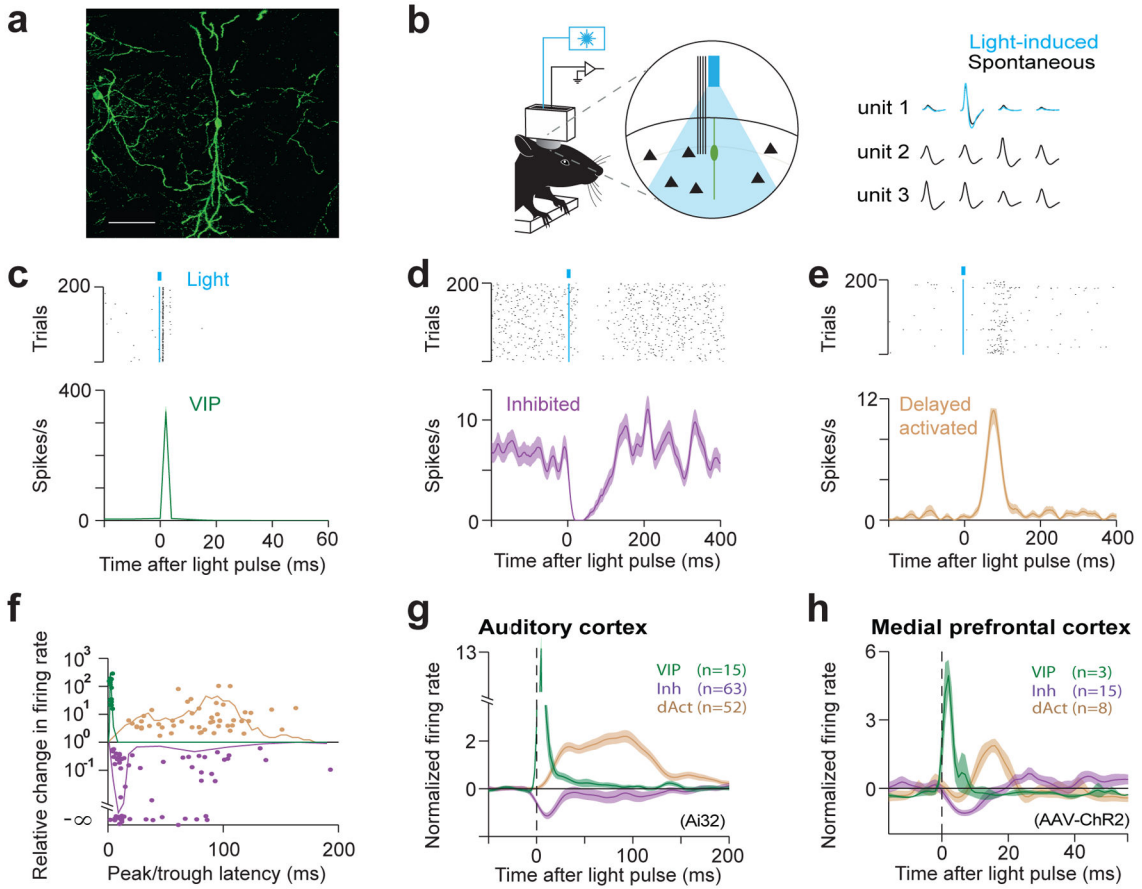 a
b
Light-induced
Spontaneous
unit 1
unit 2
unit 3
c
Light
200
Trials
400
VIP
Spikes/s
0
0 20 40 60
Time after light pulse (ms)
d
200
Trials
10
Inhibited
Spikes/s
0
0 200 400
Time after light pulse (ms)
e
200
Trials
12
Delayed
activated
Spikes/s
0
0 200 400
Time after light pulse (ms)
f
Relative change in firing rate
10³
10²
10¹
10⁰
10⁻¹
-∞
0 100 200
Peak/trough latency (ms)
g
Auditory cortex
13
VIP (n=15)
Inh (n=63)
dAct (n=52)
Normalized firing rate
2
0
(Ai32)
0 100 200
Time after light pulse (ms)
h
Medial prefrontal cortex
6
VIP (n=3)
Inh (n=15)
dAct (n=8)
Normalized firing rate
3
0
(AAV-ChR2)
0 20 40
Time after light pulse (ms)